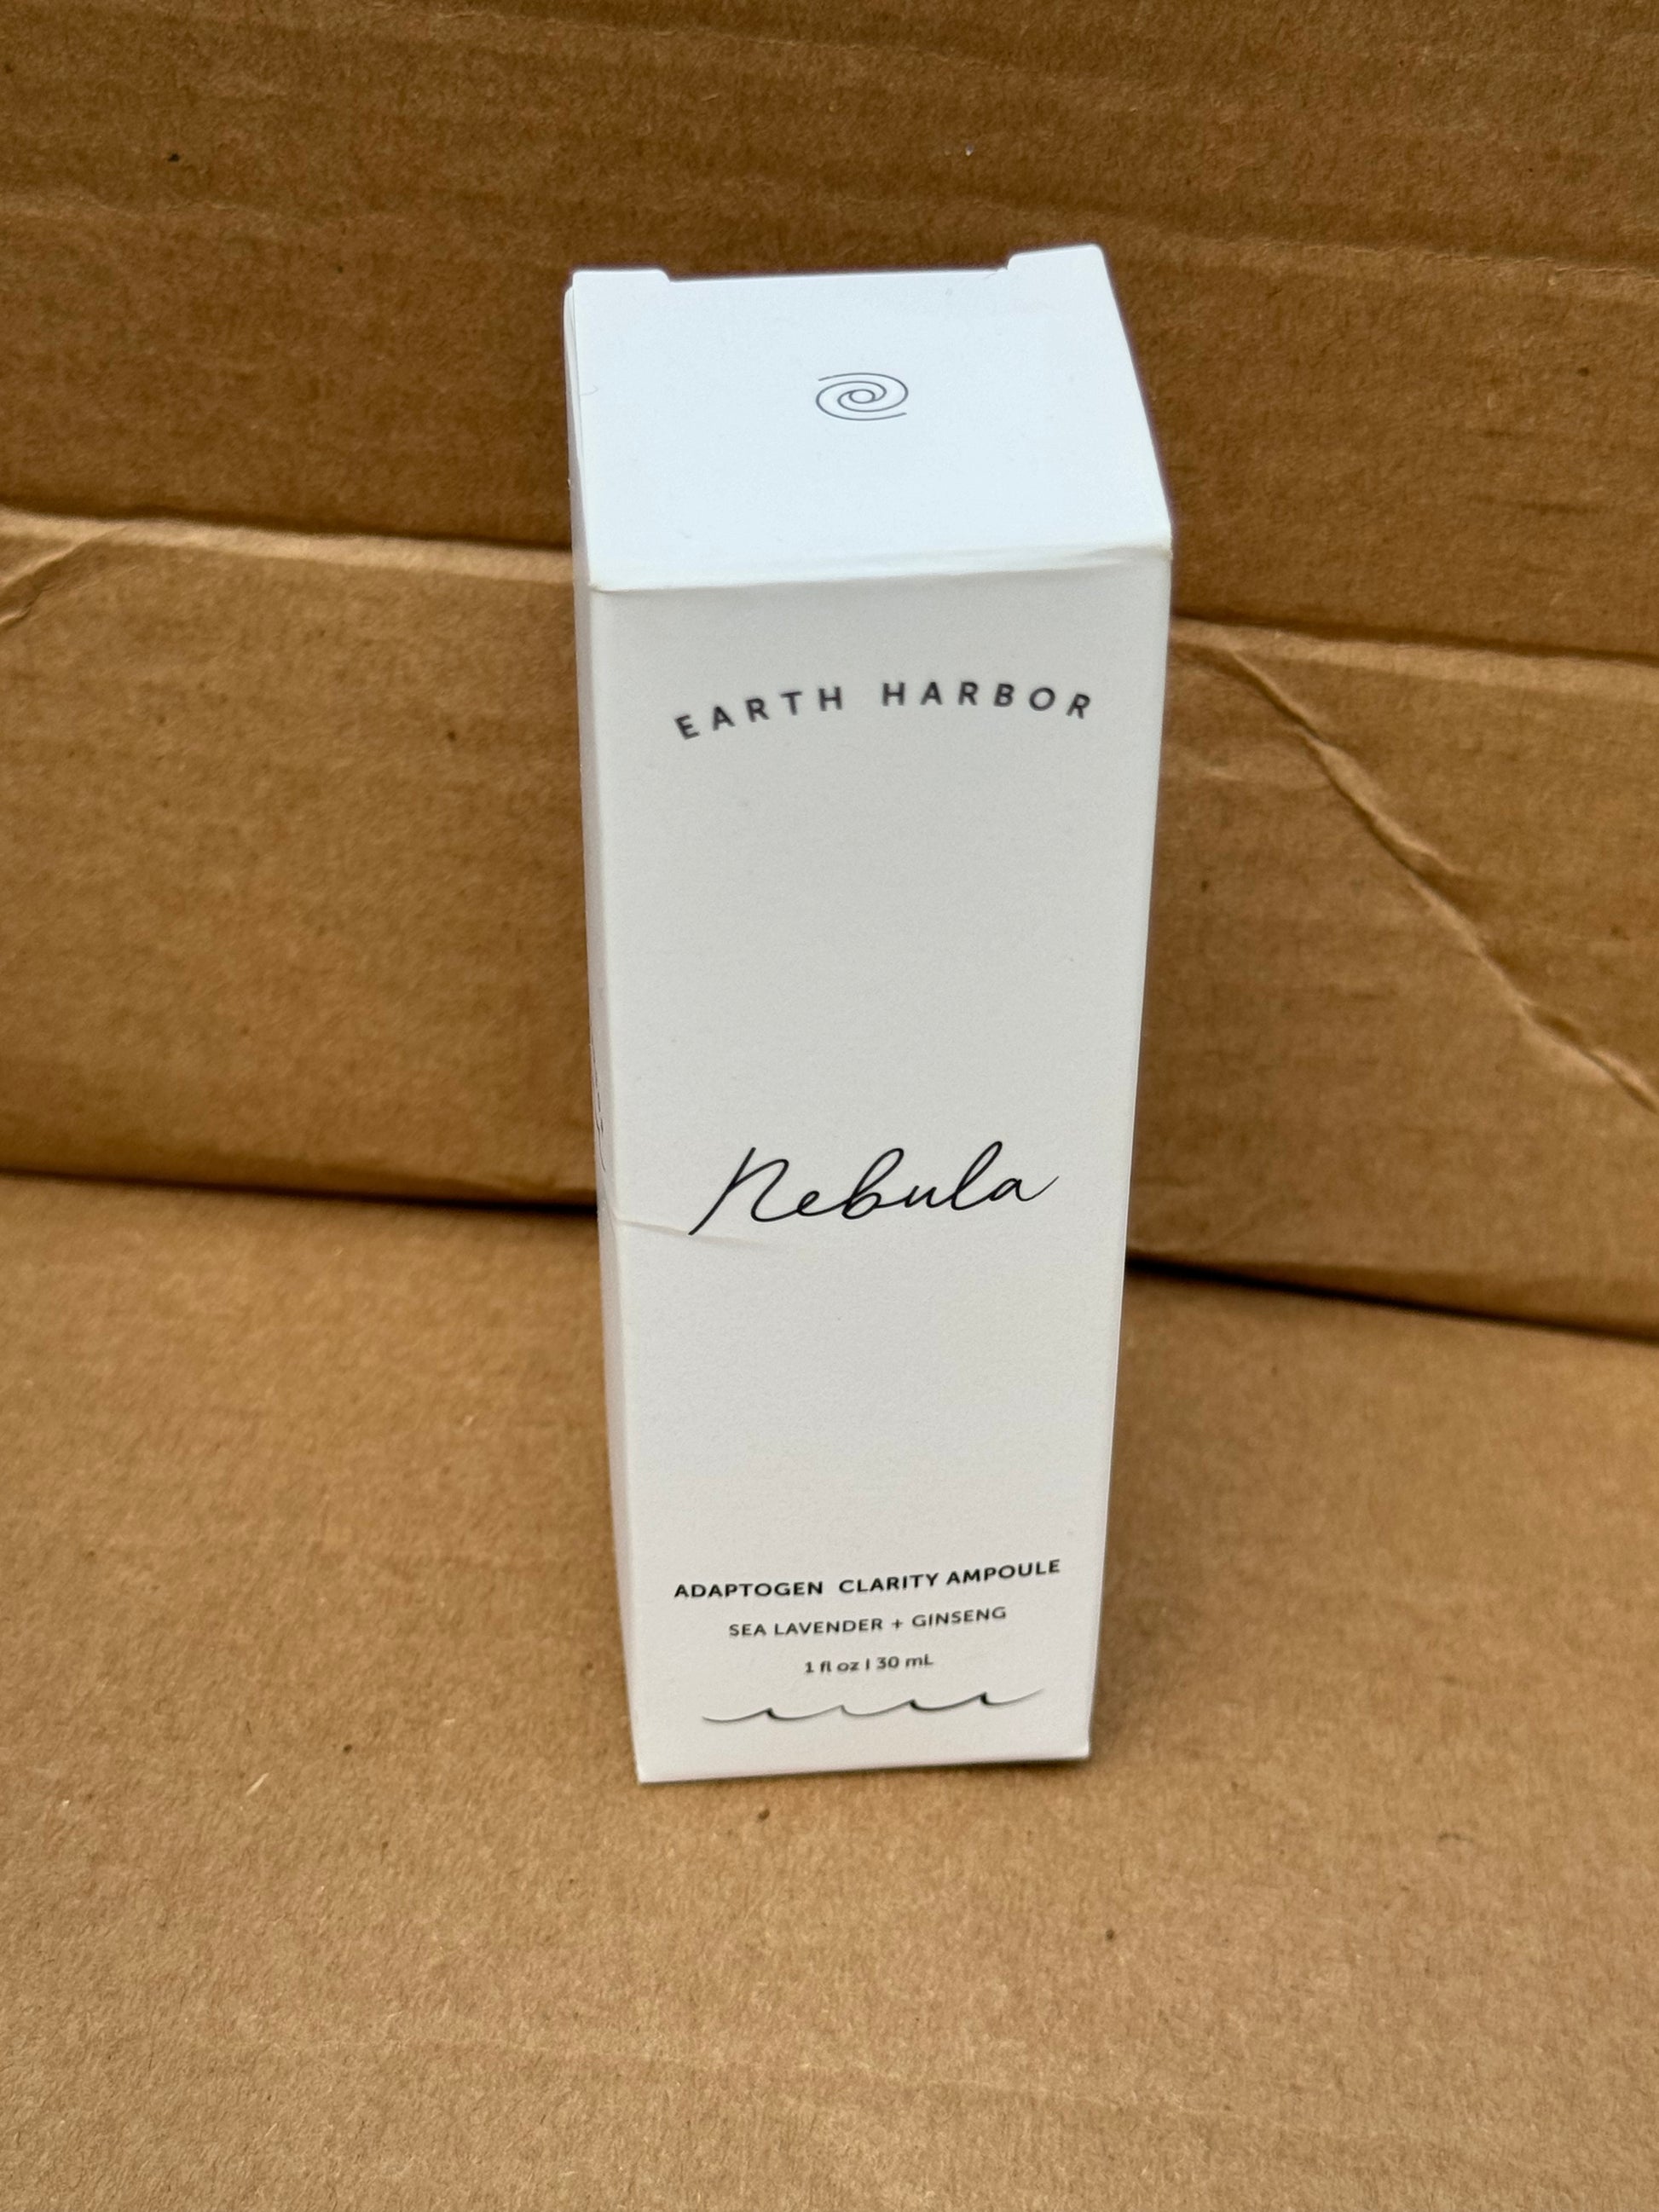 EARTH HARBOR
Nebula
ADAPTOGEN CLARITY AMPOULE
SEA LAVENDER + GINSENG
1 fl oz | 30 mL